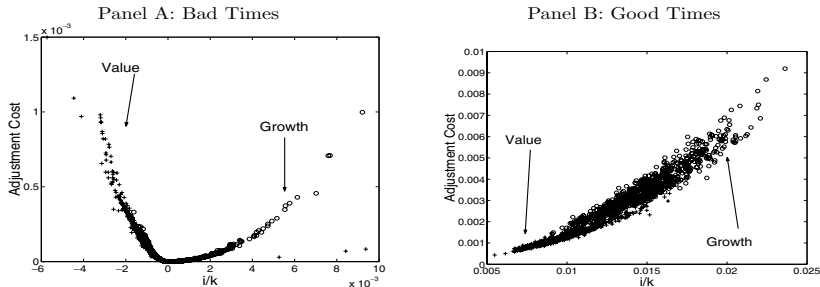 Panel A: Bad Times
x 10⁻³
1.5
1
0.5
0
Adjustment Cost
Value
Growth
−6
−4
−2
0
2
4
6
8
10
i/k
x 10⁻³
Panel B: Good Times
0.01
0.009
0.008
0.007
0.006
0.005
0.004
0.003
0.002
0.001
0
Adjustment Cost
Value
Growth
0.005
0.01
0.015
0.02
0.025
i/k